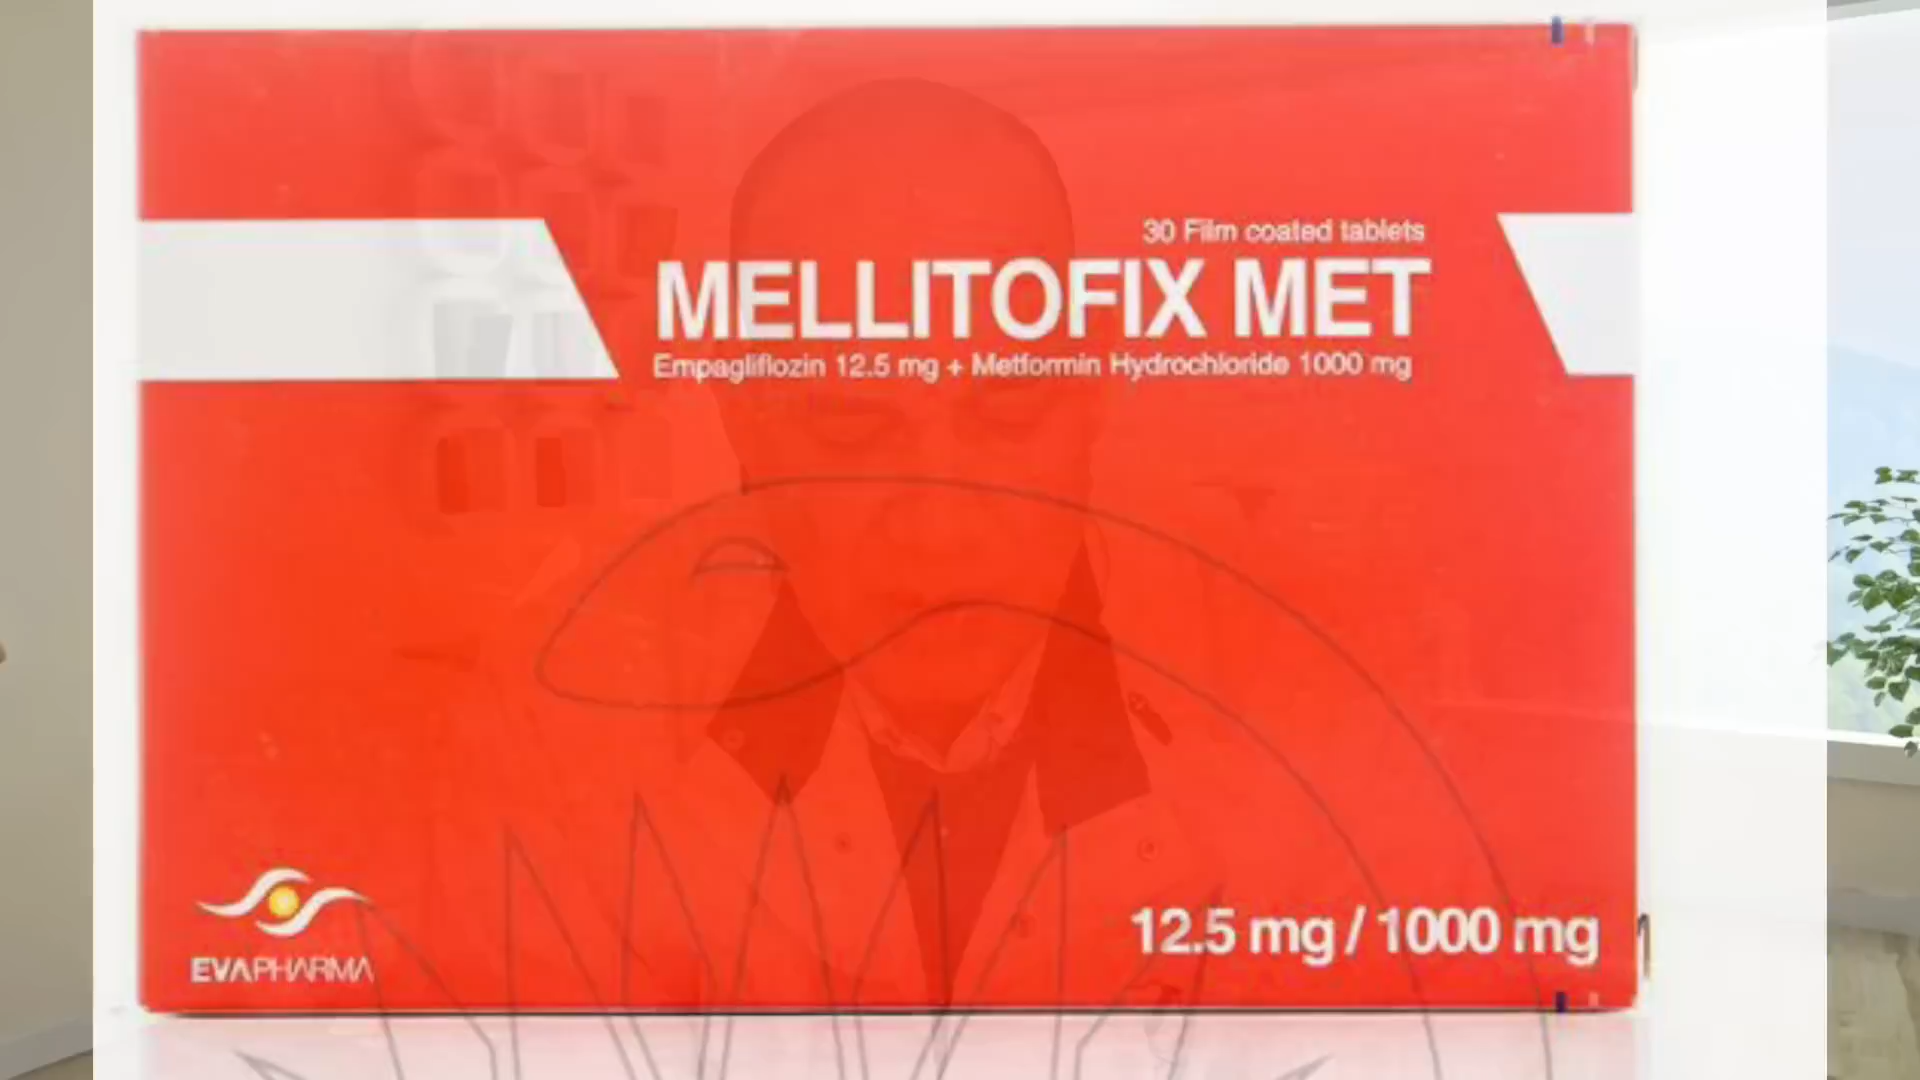 30 Film coated tablets
MELLITOFIX MET
Empagliflozin 12.5 mg + Metformin Hydrochloride 1000 mg
12.5 mg / 1000 mg
EVAPHARMA